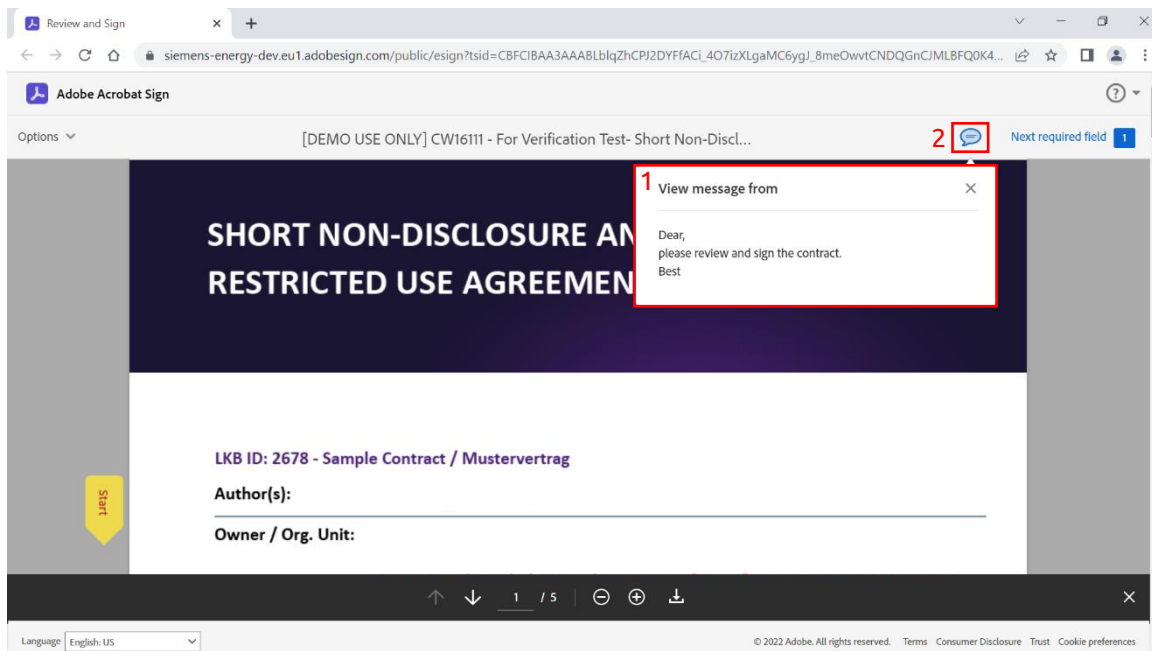 Review and Sign
siemens-energy-dev.eu1.adobesign.com/public/esign?tsid=CBFCIBAA3AAABLblqZhCPJ2DYFfACi_4O7izXLgaMC6ygJ_8meOwvtCNDQGnCJMLBFQ0K4...
Adobe Acrobat Sign
Options
[DEMO USE ONLY] CW16111 - For Verification Test- Short Non-Discl...
2
Next required field 1
1
View message from
Dear,
please review and sign the contract.
Best
SHORT NON-DISCLOSURE AN
RESTRICTED USE AGREEMEN
LKB ID: 2678 - Sample Contract / Mustervertrag
Author(s):
Start
Owner / Org. Unit:
1 / 5
Language English: US
© 2022 Adobe. All rights reserved. Terms Consumer Disclosure Trust Cookie preferences